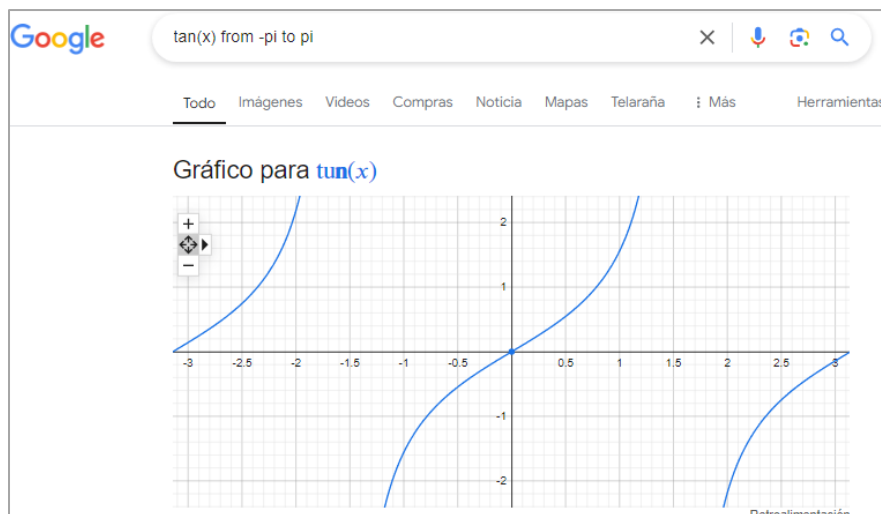 Google tan(x) from -pi to pi
Todo Imágenes Videos Compras Noticia Mapas Telaraña Más Herramientas
Gráfico para tun(x)
+
−
2
1
-3 -2.5 -2 -1.5 -1 -0.5 0.5 1 1.5 2 2.5 3
-1
-2